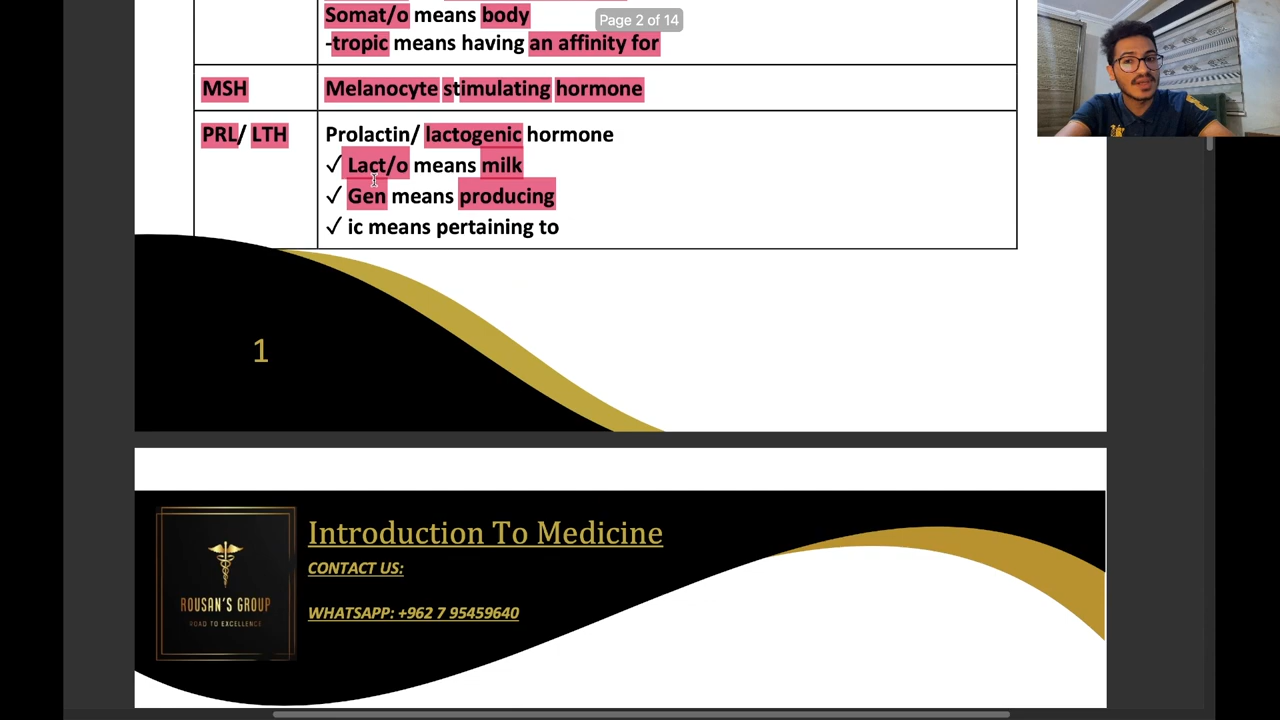 Somat/o means body
Page 2 of 14
-tropic means having an affinity for
MSH
Melanocyte stimulating hormone
PRL/ LTH
Prolactin/ lactogenic hormone
✓ Lact/o means milk
✓ Gen means producing
✓ ic means pertaining to
1
Introduction To Medicine
CONTACT US:
WHATSAPP: +962 7 95459640
ROUSAN'S GROUP
ROAD TO EXCELLENCE